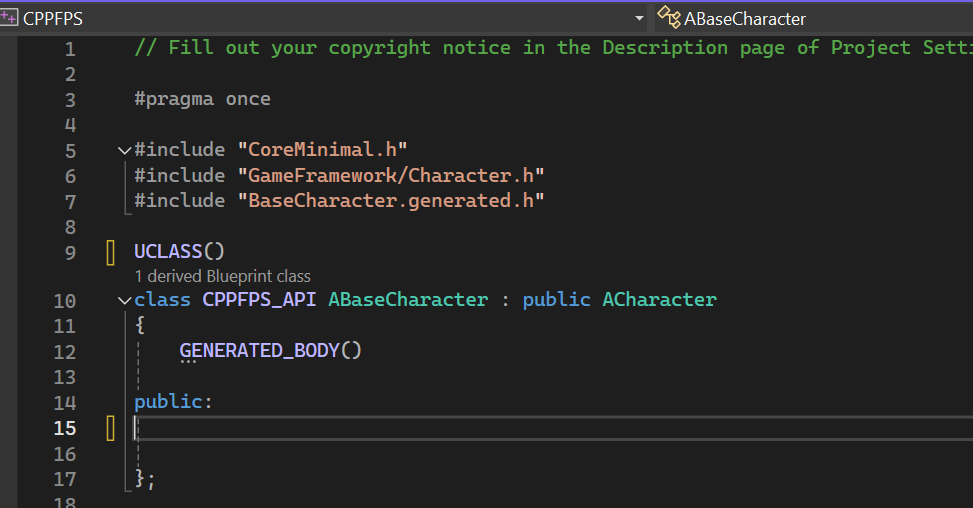 CPPFPS ABaseCharacter
1 // Fill out your copyright notice in the Description page of Project
2
3 #pragma once
4
5 #include "CoreMinimal.h"
6 #include "GameFramework/Character.h"
7 #include "BaseCharacter.generated.h"
8
9 UCLASS()
1 derived Blueprint class
10 class CPPFPS_API ABaseCharacter : public ACharacter
11 {
12 GENERATED_BODY()
13
14 public:
15
16
17 };
18